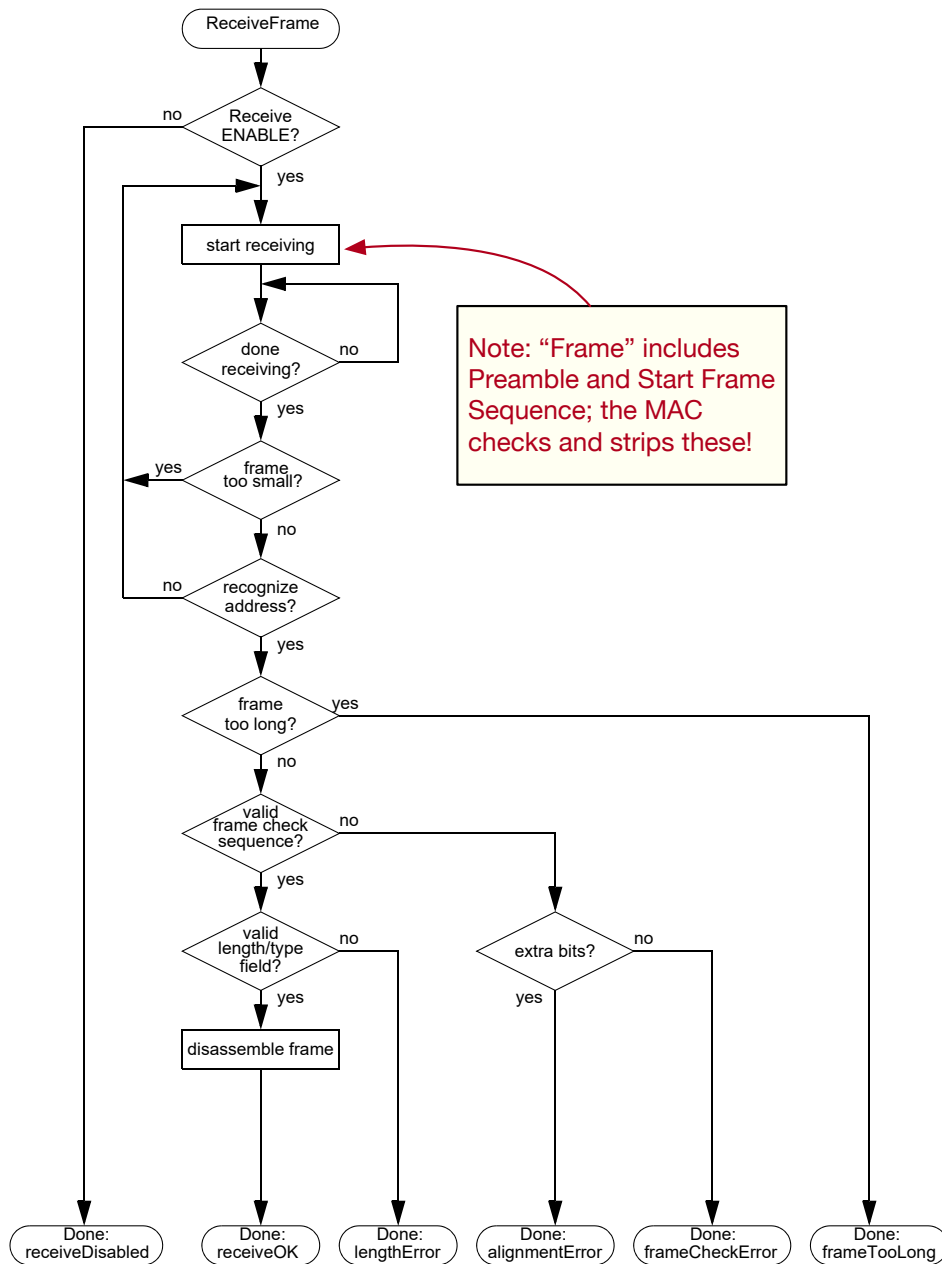 ReceiveFrame
no
Receive
ENABLE?
yes
start receiving
done
receiving?
no
yes
Note: “Frame” includes
Preamble and Start Frame
Sequence; the MAC
checks and strips these!
yes
frame
too small?
no
no
recognize
address?
yes
frame
too long?
yes
no
valid
frame check
sequence?
no
yes
valid
length/type
field?
no
extra bits?
no
yes
yes
disassemble frame
Done:
receiveDisabled
Done:
receiveOK
Done:
lengthError
Done:
alignmentError
Done:
frameCheckError
Done:
frameTooLong